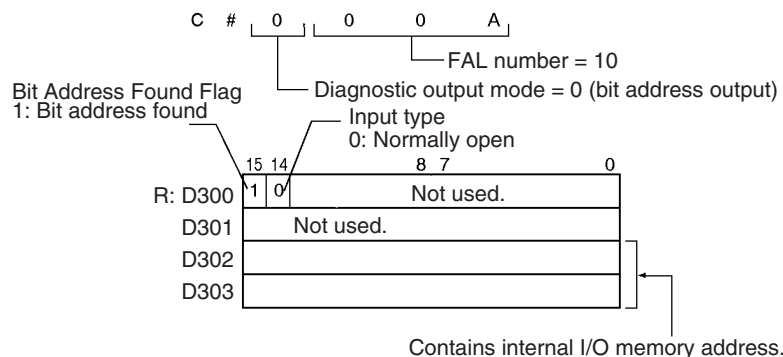 C # 0 0 0 A
FAL number = 10
Diagnostic output mode = 0 (bit address output)
Bit Address Found Flag
1: Bit address found
Input type
0: Normally open
15 14 8 7 0
R: D300 1 0 Not used.
D301 Not used.
D302
D303
Contains internal I/O memory address.